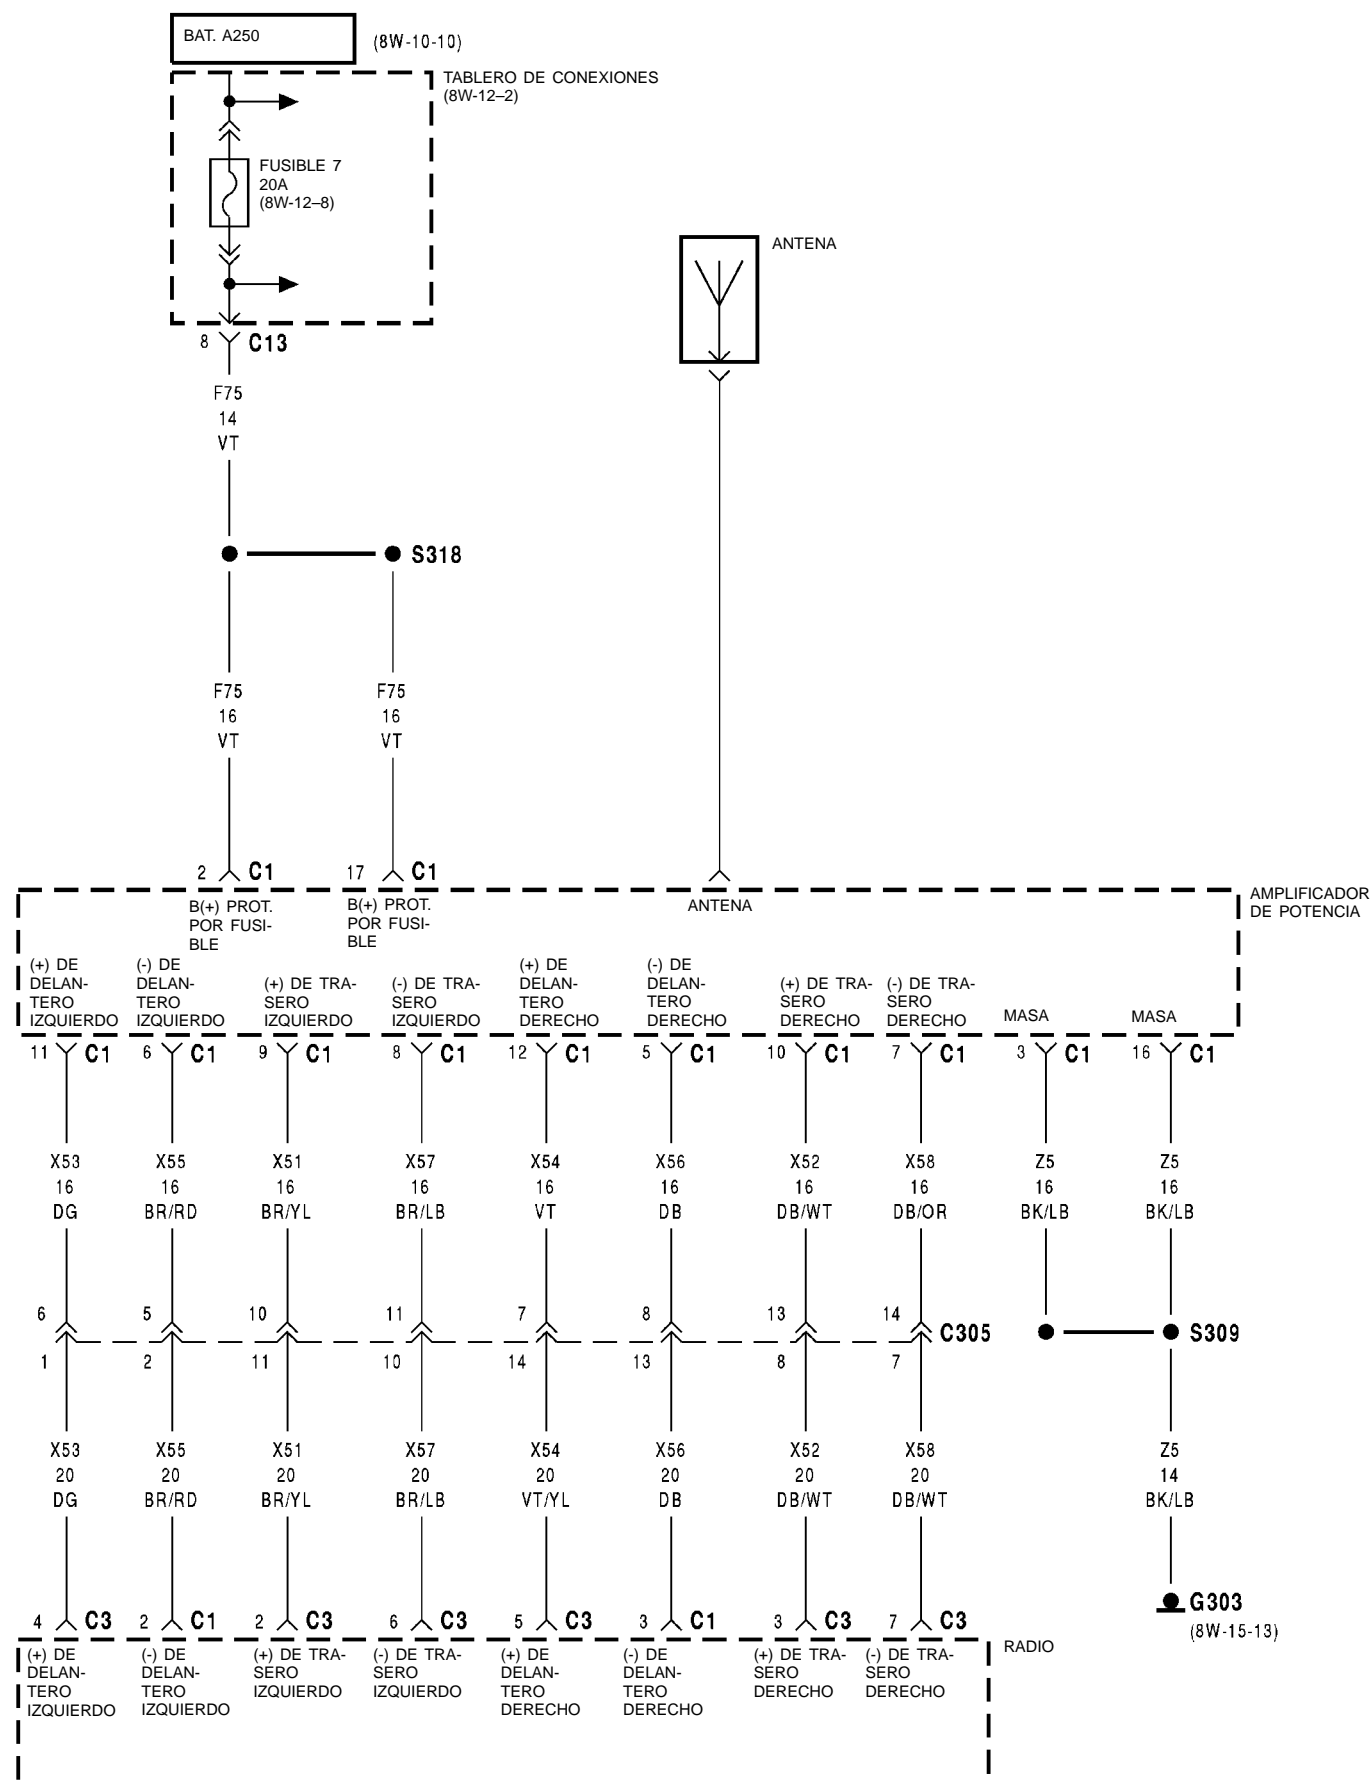 BAT. A250
(8W-10-10)
TABLERO DE CONEXIONES
(8W-12–2)
FUSIBLE 7
20A
(8W-12–8)
ANTENA
8 C13
F75
14
VT
S318
F75 F75
16 16
VT VT
2 C1 17 C1
AMPLIFICADOR
DE POTENCIA
B(+) PROT.
POR FUSI-
BLE
B(+) PROT.
POR FUSI-
BLE
ANTENA
(+) DE
DELAN-
TERO
IZQUIERDO
(-) DE
DELAN-
TERO
IZQUIERDO
(+) DE TRA-
SERO
IZQUIERDO
(-) DE TRA-
SERO
IZQUIERDO
(+) DE
DELAN-
TERO
DERECHO
(-) DE
DELAN-
TERO
DERECHO
(+) DE TRA-
SERO
DERECHO
(-) DE TRA-
SERO
DERECHO
MASA
MASA
11 C1 6 C1 9 C1 8 C1 12 C1 5 C1 10 C1 7 C1 3 C1 16 C1
X53 X55 X51 X57 X54 X56 X52 X58 Z5 Z5
16 16 16 16 16 16 16 16 16 16
DG BR/RD BR/YL BR/LB VT DB DB/WT DB/OR BK/LB BK/LB
6 5 10 11 7 8 13 14
C305 S309
1 2 11 10 14 13 8 7
X53 X55 X51 X57 X54 X56 X52 X58 Z5
20 20 20 20 20 20 20 20 14
DG BR/RD BR/YL BR/LB VT/YL DB DB/WT DB/WT BK/LB
G303
(8W-15-13)
4 C3 2 C1 2 C3 6 C3 5 C3 3 C1 3 C3 7 C3
RADIO
(+) DE
DELAN-
TERO
IZQUIERDO
(-) DE
DELAN-
TERO
IZQUIERDO
(+) DE TRA-
SERO
IZQUIERDO
(-) DE TRA-
SERO
IZQUIERDO
(+) DE
DELAN-
TERO
DERECHO
(-) DE
DELAN-
TERO
DERECHO
(+) DE TRA-
SERO
DERECHO
(-) DE TRA-
SERO
DERECHO